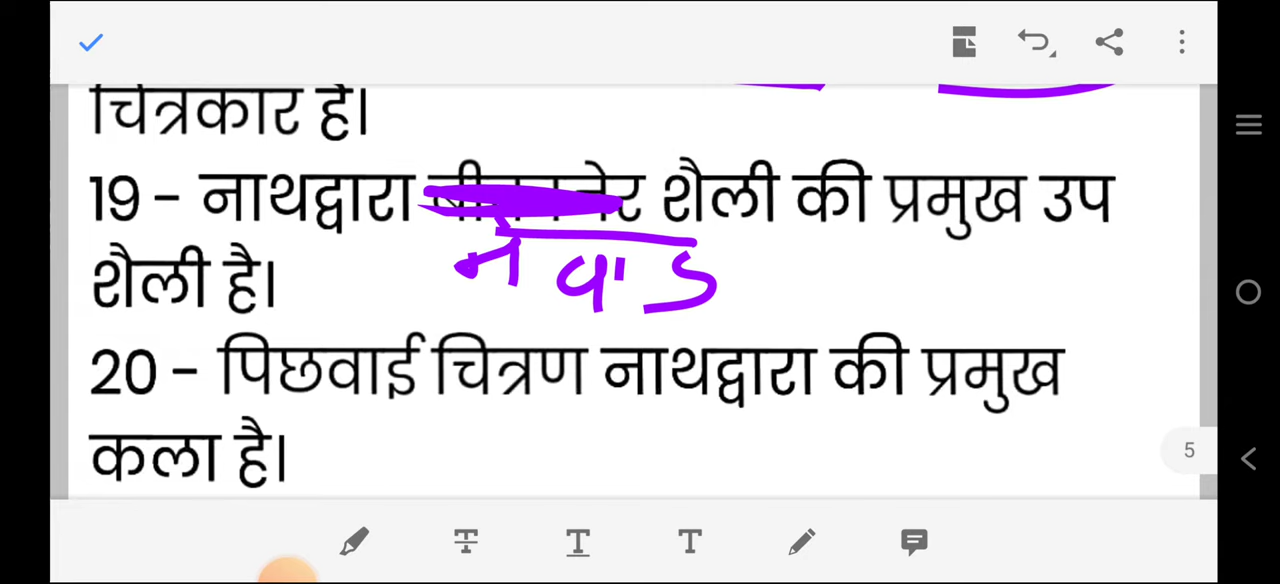 चित्रकार है।
19 - नाथद्वारा बीकानेर शैली की प्रमुख उप
मेवाड
शैली है।
20 - पिछवाई चित्रण नाथद्वारा की प्रमुख
कला है।
5
T
T
T